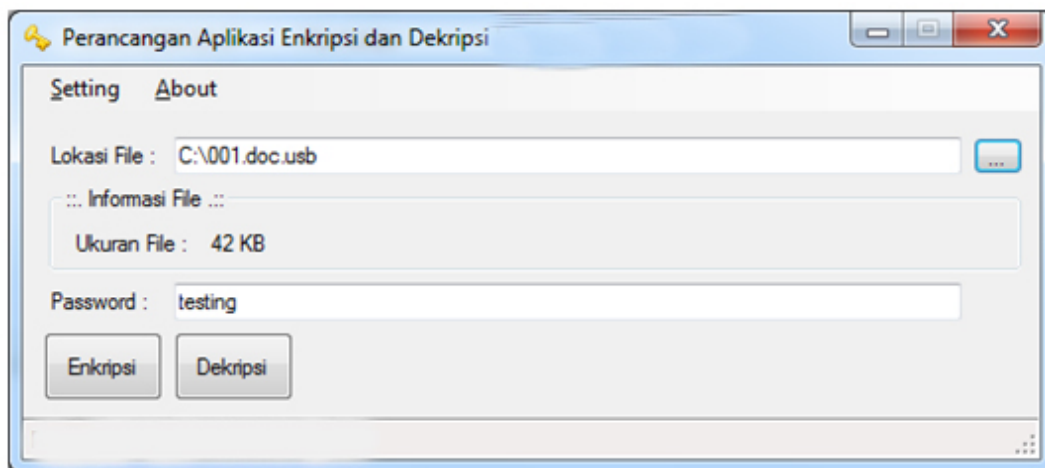 Perancangan Aplikasi Enkripsi dan Dekripsi
Setting About
Lokasi File : C:\001.doc.usb ...
::. Informasi File .::
Ukuran File : 42 KB
Password : testing
Enkripsi Dekripsi